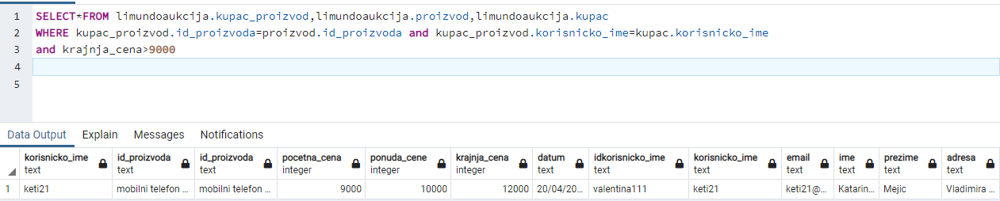 1 SELECT*FROM limundoaukcija.kupac_proizvod,limundoaukcija.proizvod,limundoaukcija.kupac
2 WHERE kupac_proizvod.id_proizvoda=proizvod.id_proizvoda and kupac_proizvod.korisnicko_ime=kupac.korisnicko_ime
3 and krajnja_cena>9000
4
5
Data Output Explain Messages Notifications
korisnicko_ime id_proizvoda id_proizvoda pocetna_cena ponuda_cene krajnja_cena datum idkorisnicko_ime korisnicko_ime email ime prezime adresa
text text text integer integer integer text text text text text text text
1 keti21 mobilni telefon ... mobilni telefon ... 9000 10000 12000 20/04/20... valentina111 keti21 keti21@... Katarin... Mejic Vladimira ...